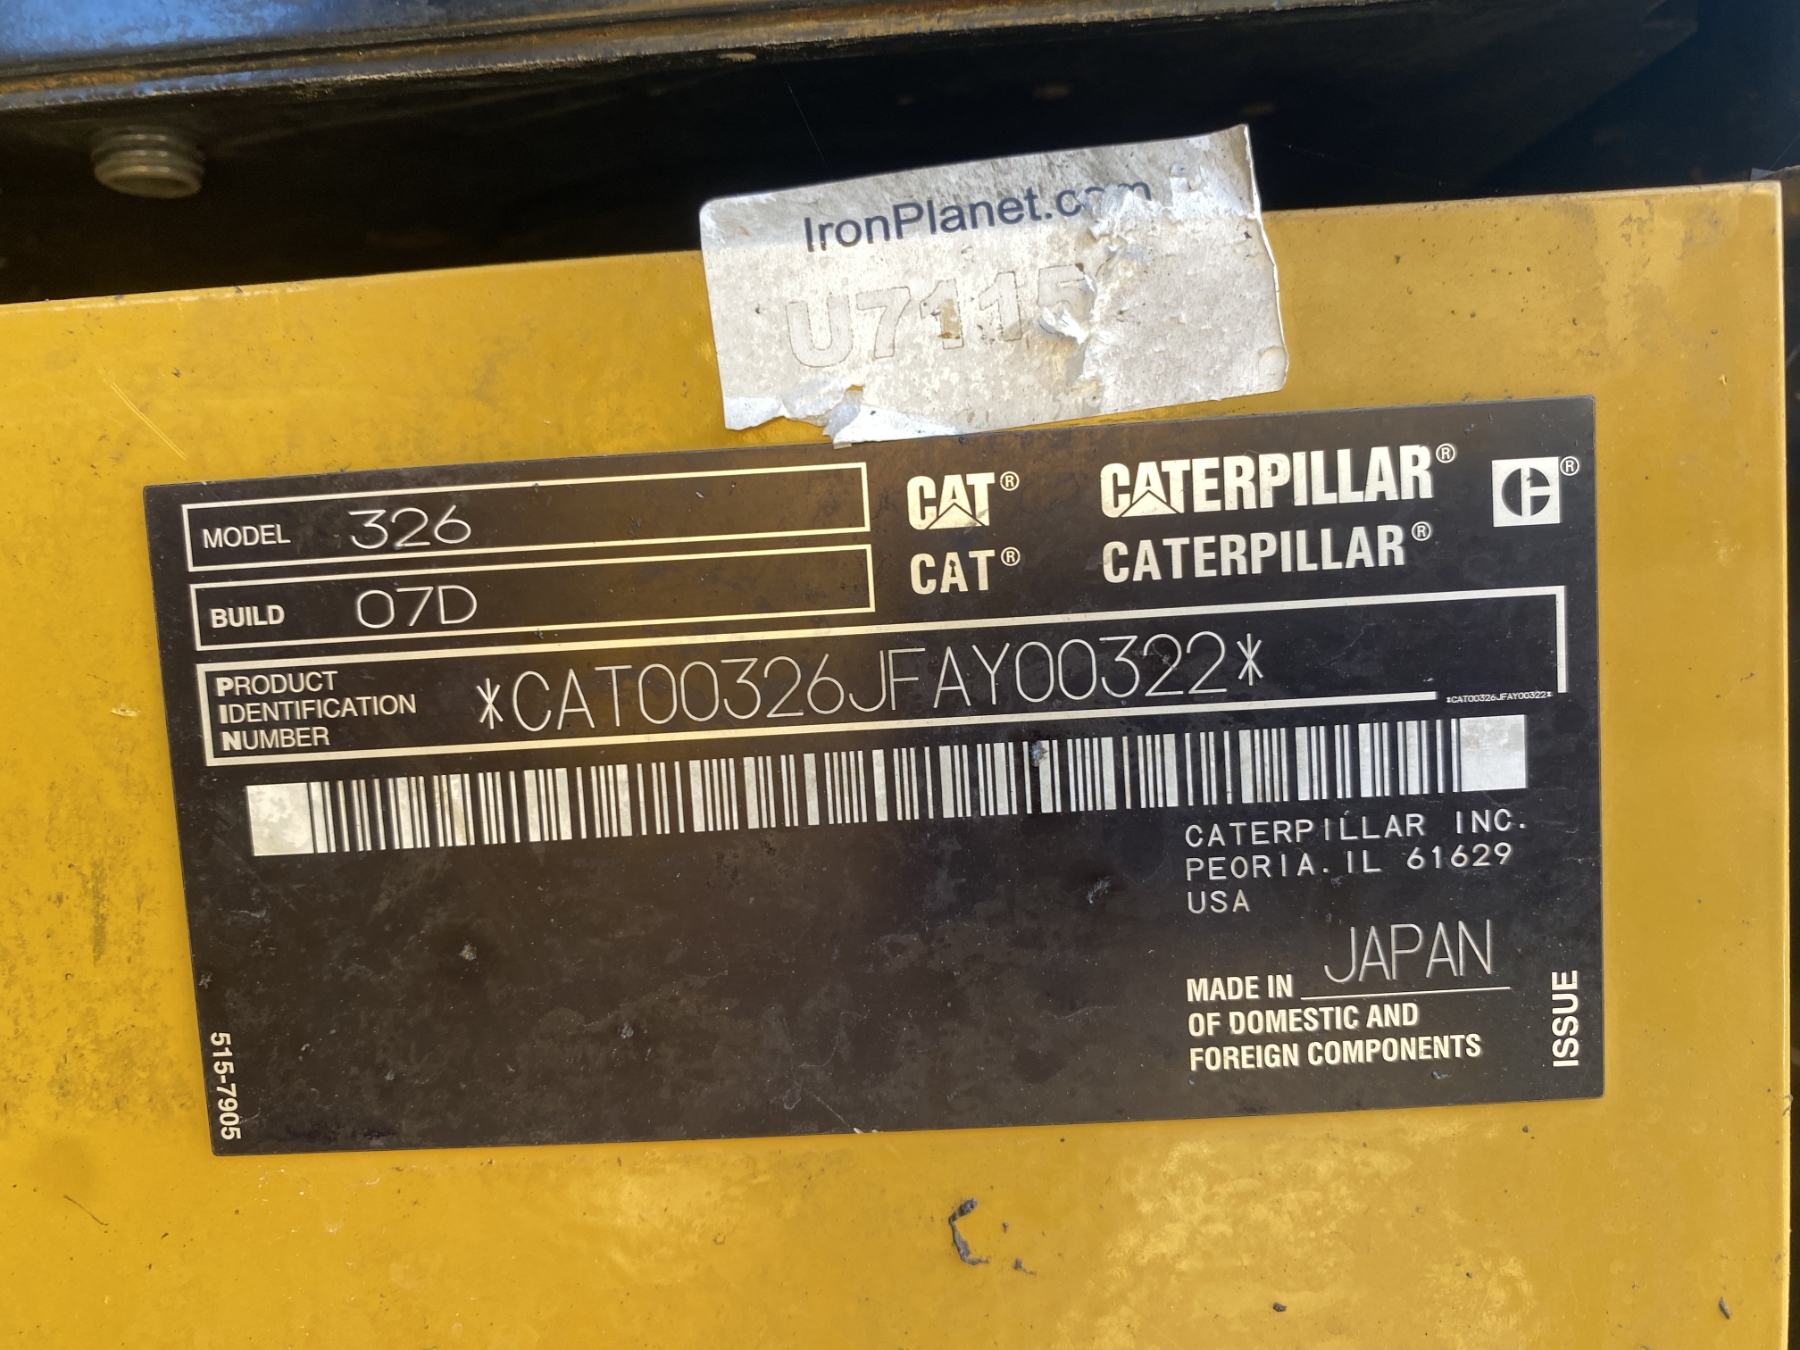 IronPlanet.com
U7115
MODEL 326
CAT® CATERPILLAR®
BUILD 07D
CAT® CATERPILLAR®
PRODUCT IDENTIFICATION NUMBER *CAT00326JFAY00322*
*CAT00326JFAY00322*
CATERPILLAR INC.
PEORIA. IL 61629
USA
MADE IN JAPAN
OF DOMESTIC AND
FOREIGN COMPONENTS
ISSUE
515-7905